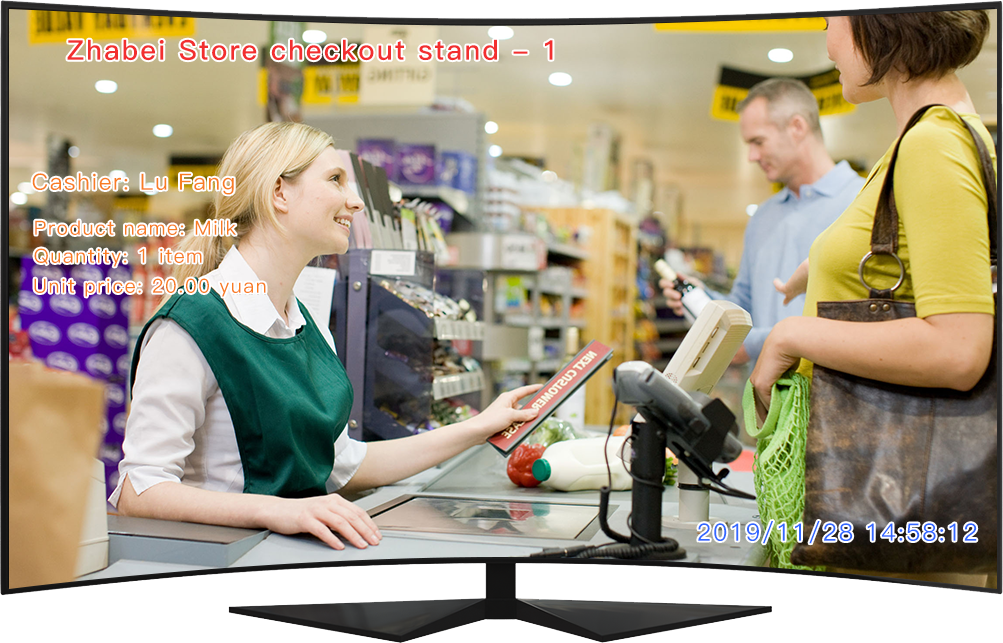 Zhabei Store checkout stand – 1
Cashier: Lu Fang
Product name: Milk
Quantity: 1 item
Unit price: 20.00 yuan
NEXT CUSTOMER
2019/11/28 14:58:12